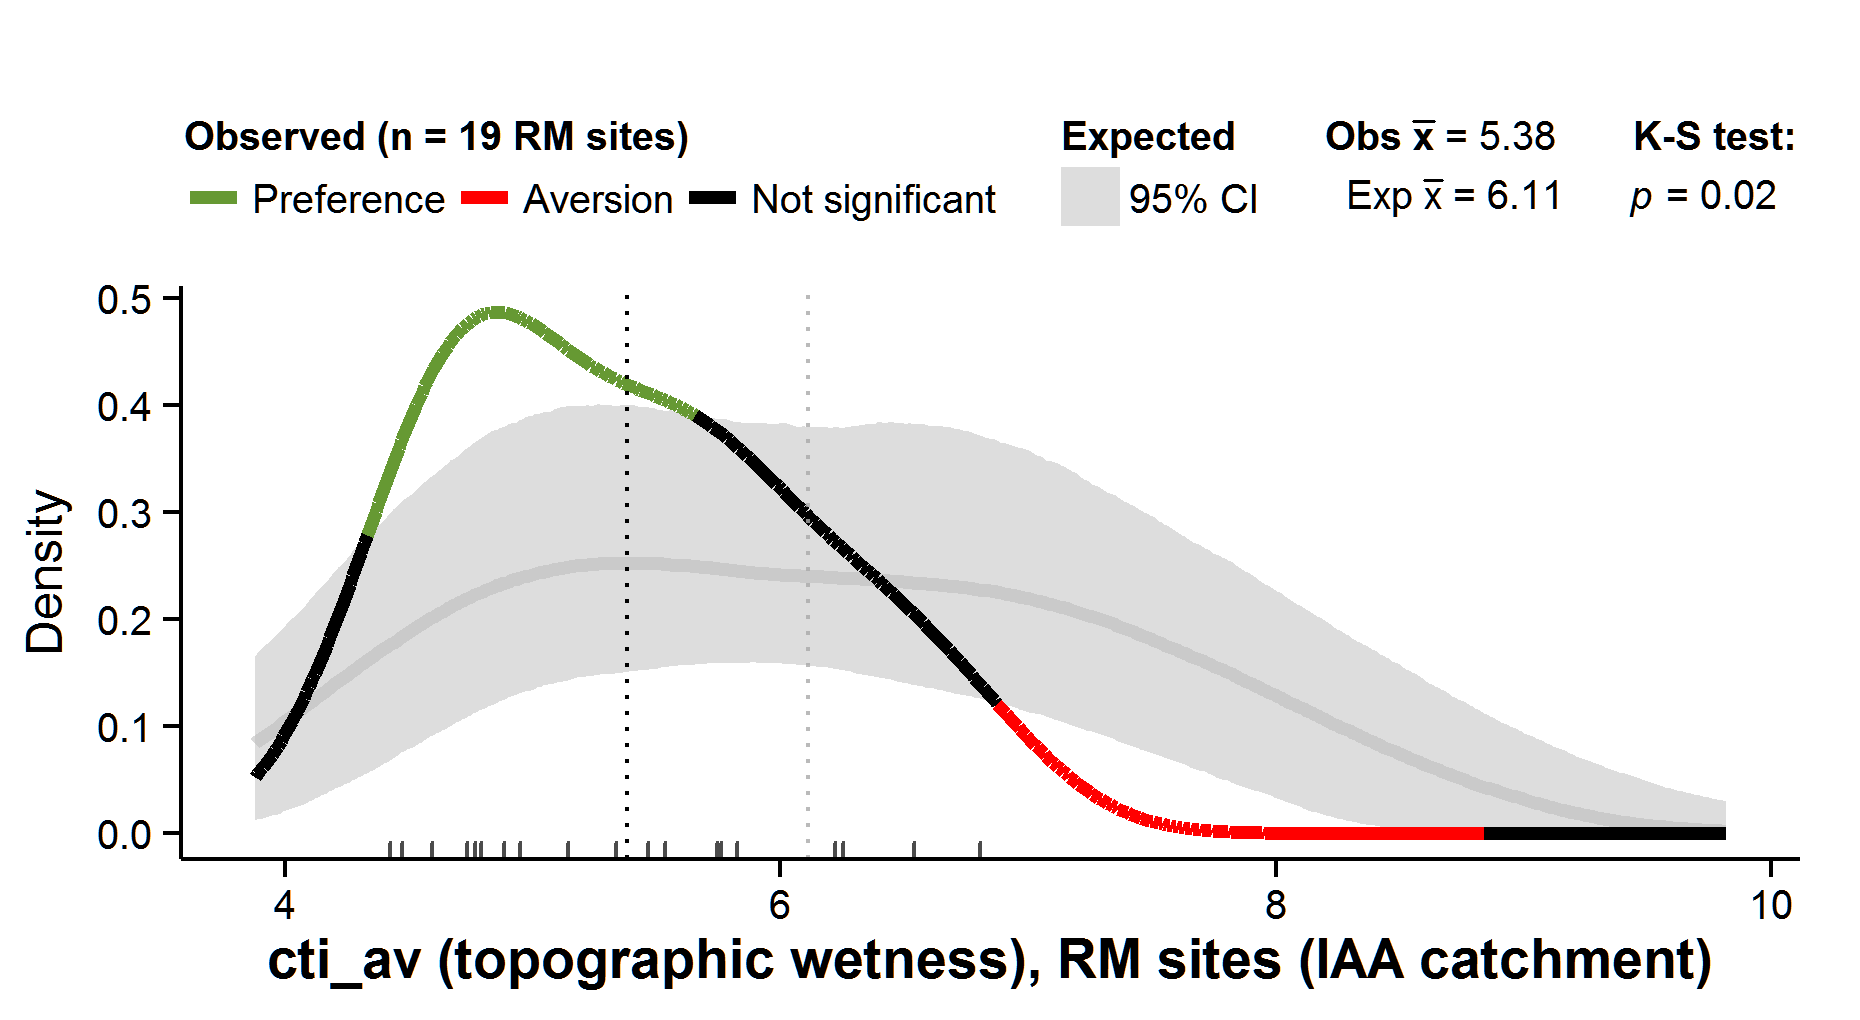 Observed (n = 19 RM sites) Expected Obs x̅ = 5.38 K-S test:
Preference Aversion Not significant 95% CI Exp x̅ = 6.11 p = 0.02
0.5
0.4
0.3
0.2
0.1
0.0
Density
4 6 8 10
cti_av (topographic wetness), RM sites (IAA catchment)